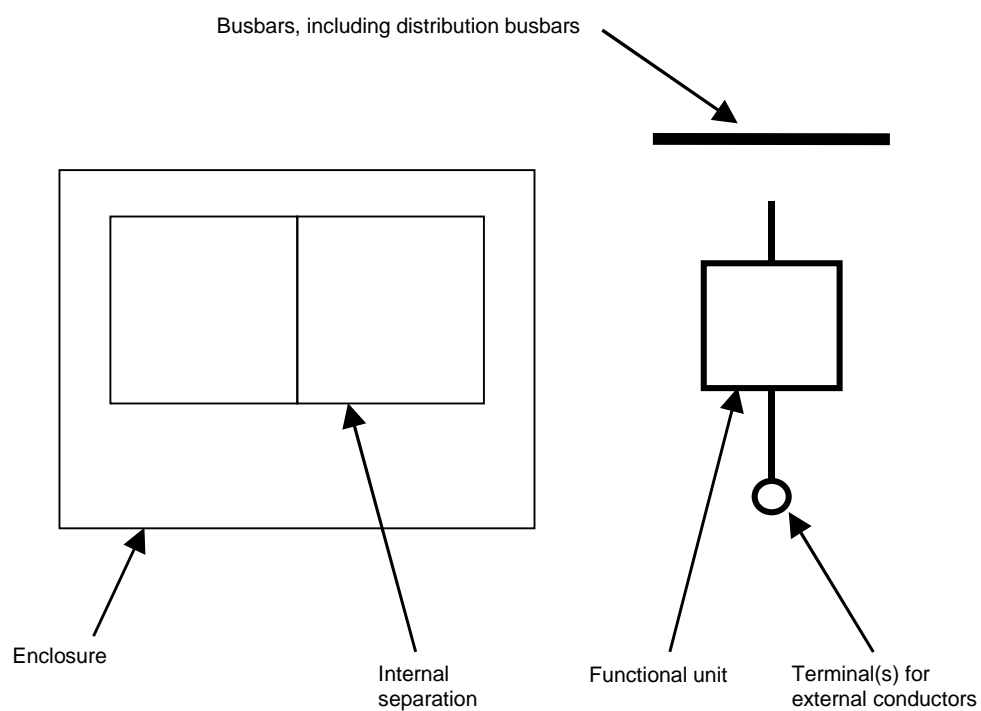 Busbars, including distribution busbars
Enclosure
Internal
separation
Functional unit
Terminal(s) for
external conductors